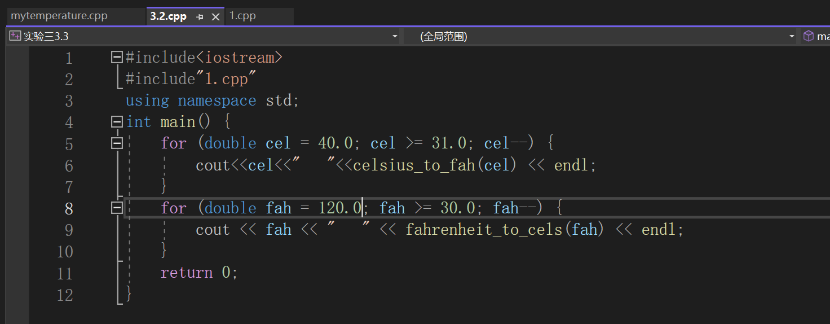 mytemperature.cpp 3.2.cpp 1.cpp
实验三3.3 (全局范围) ma
1 #include<iostream>
2 #include"1.cpp"
3 using namespace std;
4 int main() {
5 for (double cel = 40.0; cel >= 31.0; cel--) {
6 cout<<cel<<"   "<<celsius_to_fah(cel) << endl;
7 }
8 for (double fah = 120.0; fah >= 30.0; fah--) {
9 cout << fah << "   " << fahrenheit_to_cels(fah) << endl;
10 }
11 return 0;
12 }